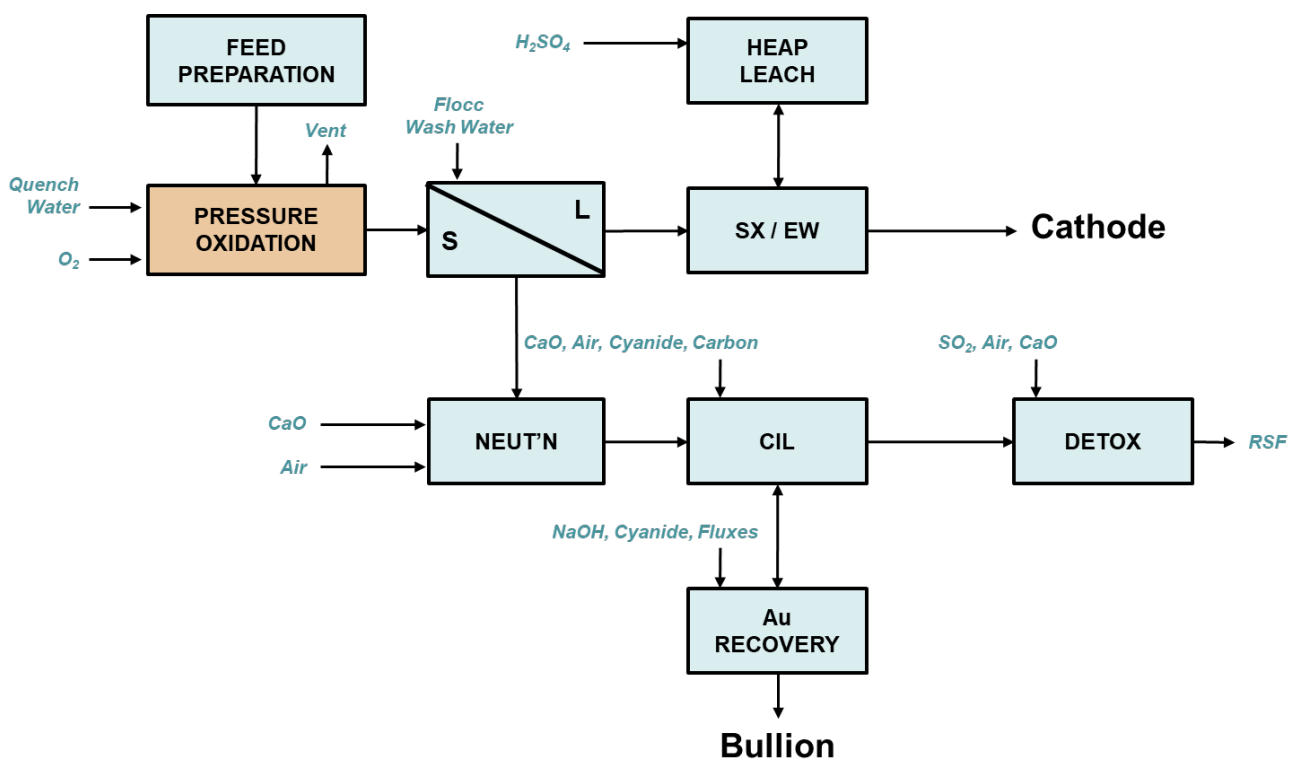 FEED
PREPARATION
H₂SO₄
HEAP
LEACH
Vent
Flocc
Wash Water
Quench
Water
O₂
PRESSURE
OXIDATION
S
L
SX / EW
Cathode
CaO, Air, Cyanide, Carbon
SO₂, Air, CaO
CaO
Air
NEUT'N
CIL
DETOX
RSF
NaOH, Cyanide, Fluxes
Au
RECOVERY
Bullion